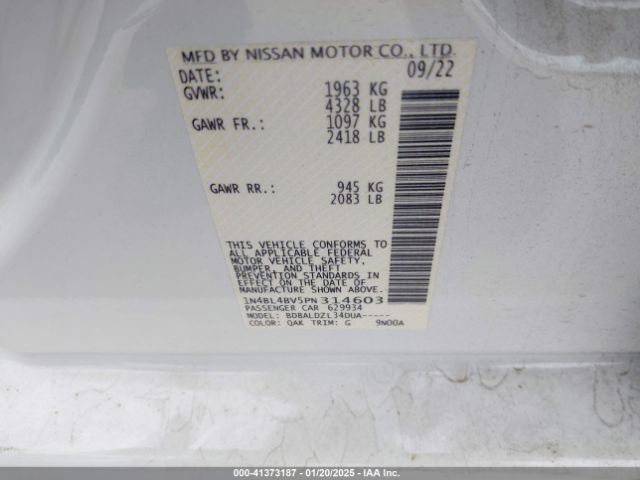 MFD BY NISSAN MOTOR CO., LTD.
DATE: 09/22
GVWR: 1963 KG
4328 LB
GAWR FR.: 1097 KG
2418 LB
GAWR RR.: 945 KG
2083 LB
THIS VEHICLE CONFORMS TO
ALL APPLICABLE FEDERAL
MOTOR VEHICLE SAFETY,
BUMPER, AND THEFT
PREVENTION STANDARDS IN
EFFECT ON THE DATE OF
MANUFACTURE SHOWN ABOVE.
1N4BL4BV5PN314603
PASSENGER CAR 629934
MODEL: BDBALDZL34DUA-----
COLOR: QAK TRIM: G 9N00A
000-41373187 - 01/20/2025 - IAA Inc.